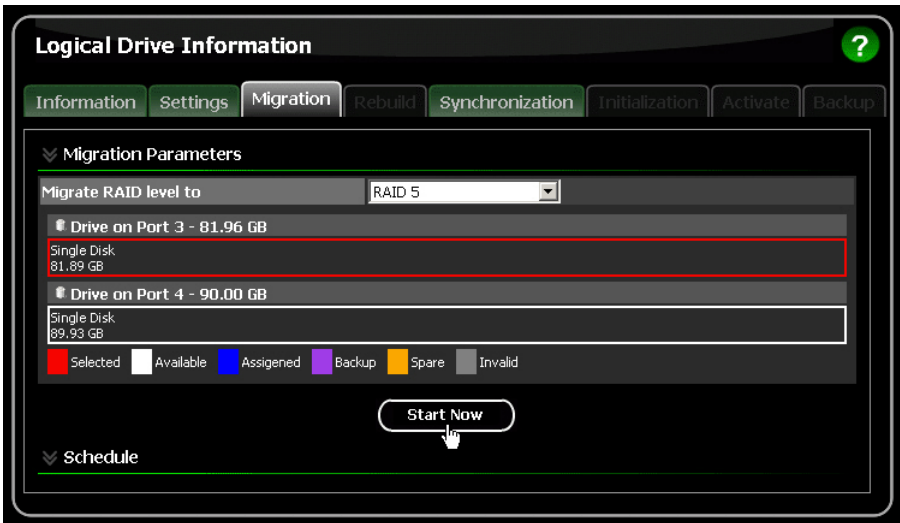 Logical Drive Information
?
Information Settings Migration Rebuild Synchronization Initialization Activate Backup
Migration Parameters
Migrate RAID level to RAID 5
Drive on Port 3 - 81.96 GB
Single Disk
81.89 GB
Drive on Port 4 - 90.00 GB
Single Disk
89.93 GB
Selected Available Assigened Backup Spare Invalid
Start Now
Schedule